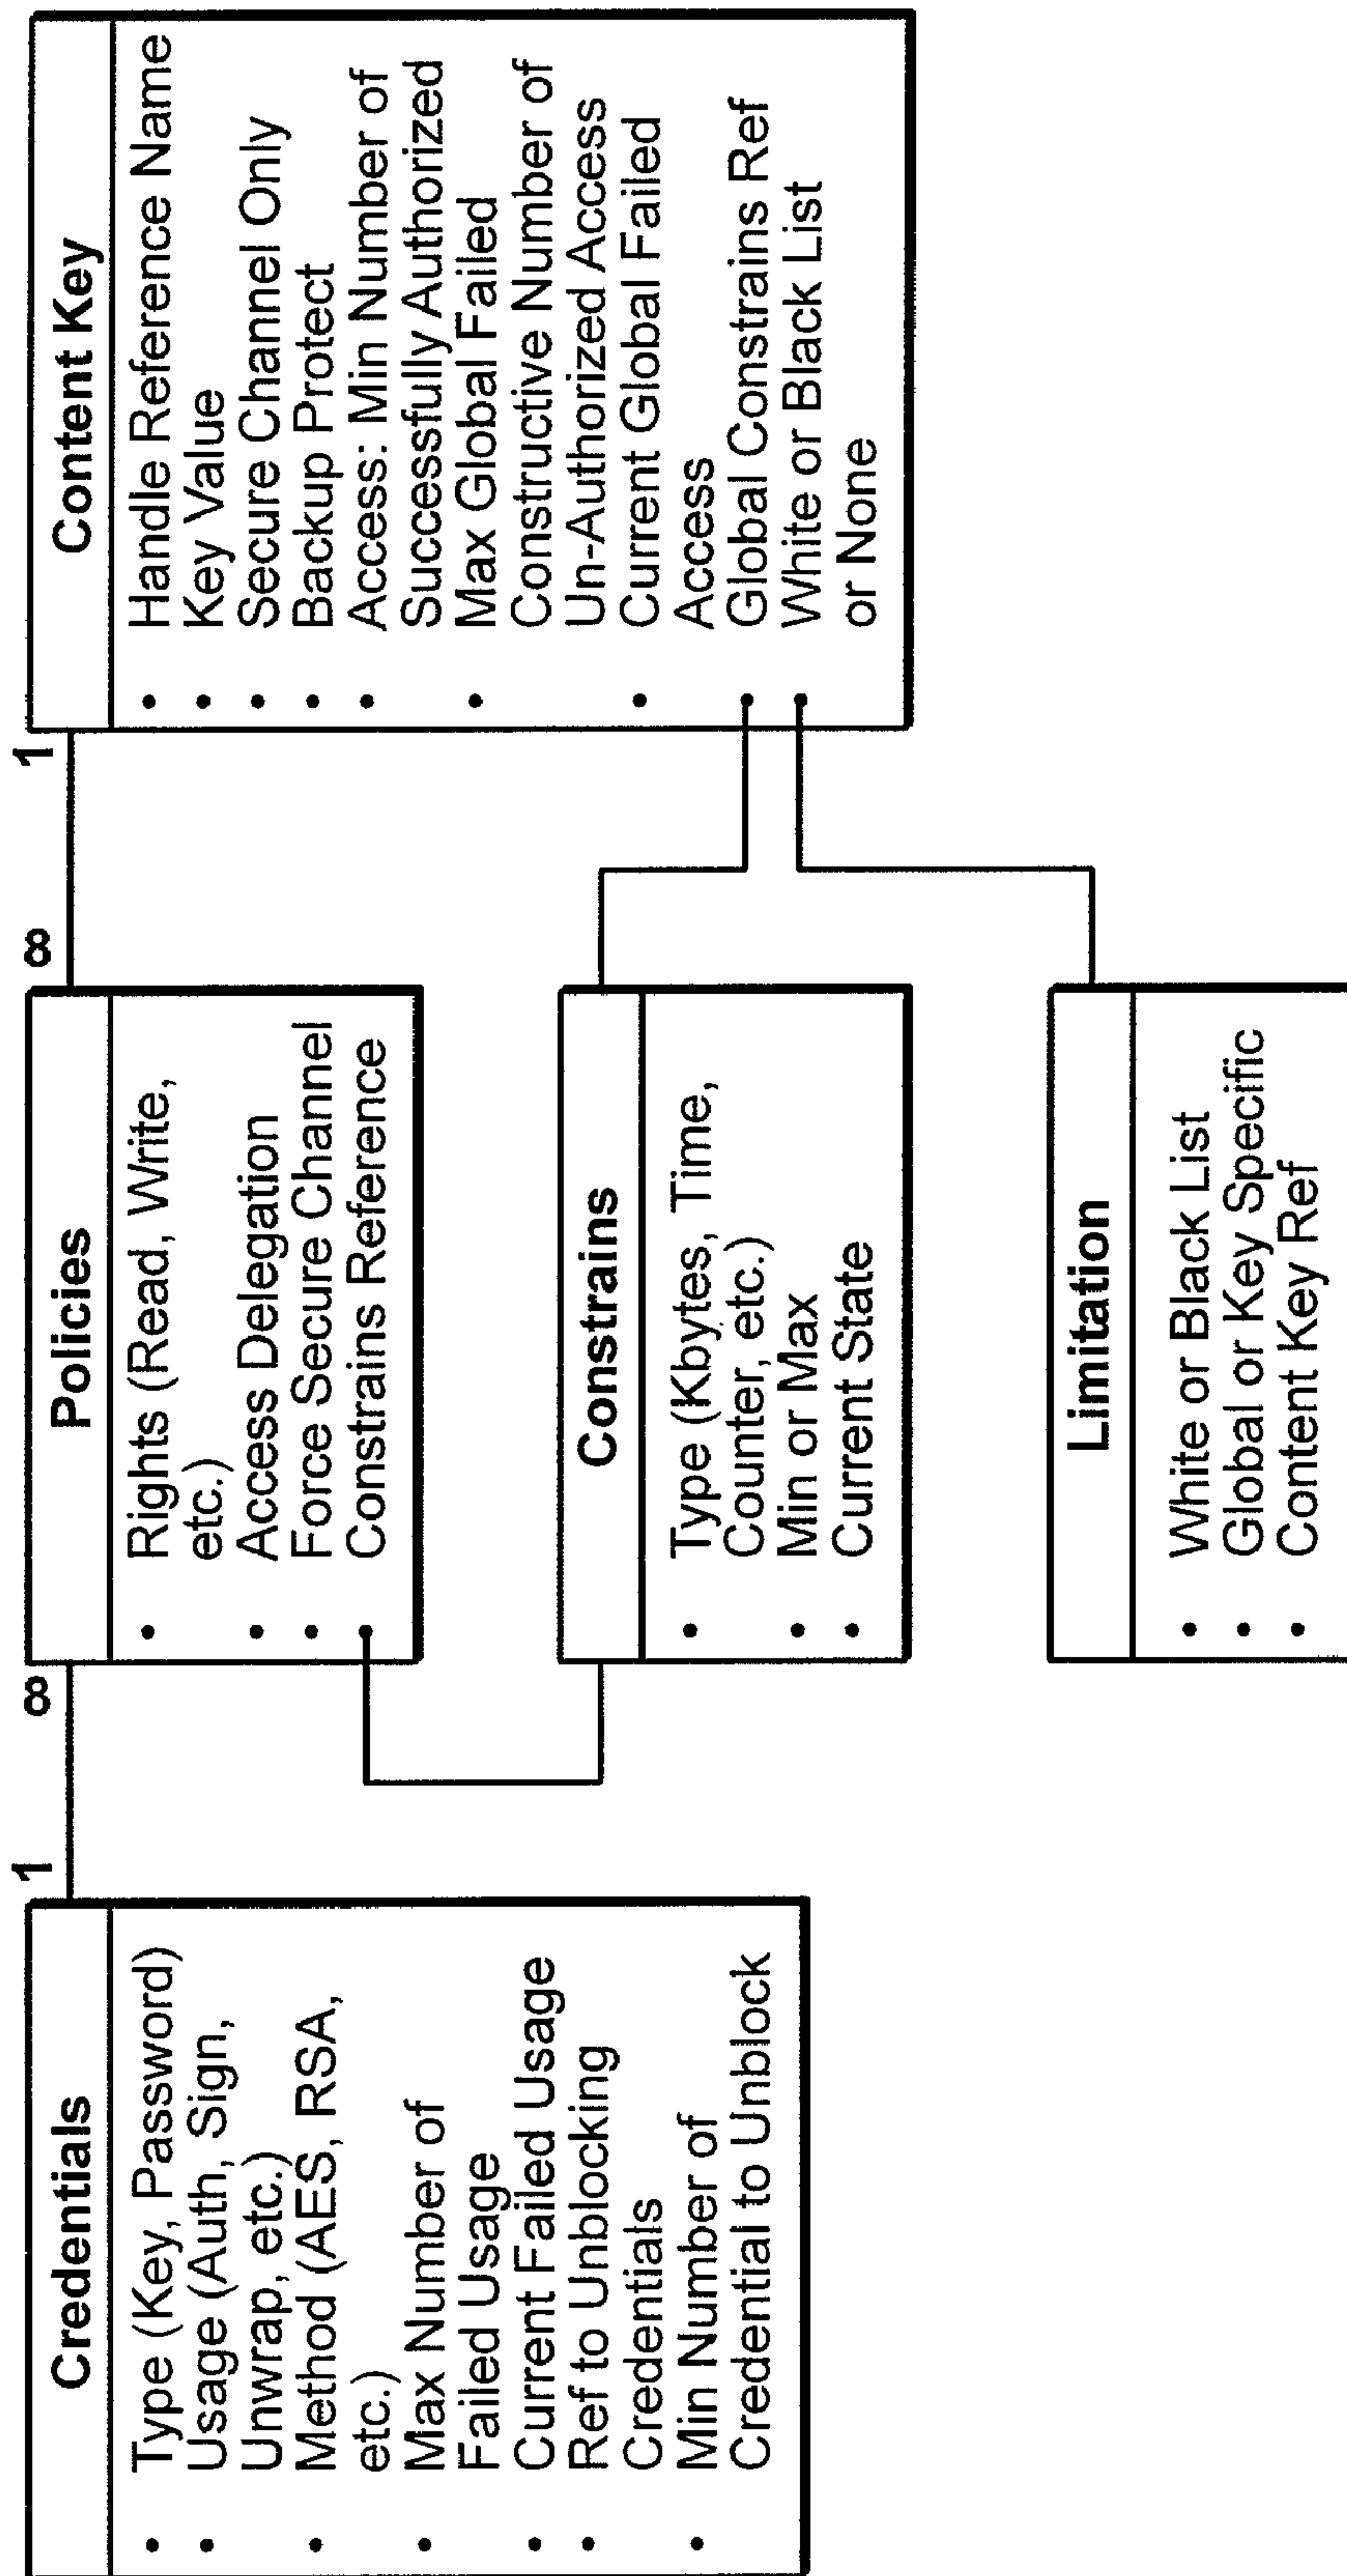 Credentials
• Type (Key, Password)
• Usage (Auth, Sign,
Unwrap, etc.)
• Method (AES, RSA,
etc.)
• Max Number of
Failed Usage
• Current Failed Usage
• Ref to Unblocking
Credentials
• Min Number of
Credential to Unblock
1
8
Policies
• Rights (Read, Write,
etc.)
• Access Delegation
• Force Secure Channel
• Constrains Reference
8
1
Constrains
• Type (Kbytes, Time,
Counter, etc.)
• Min or Max
• Current State
Limitation
• White or Black List
• Global or Key Specific
• Content Key Ref
Content Key
• Handle Reference Name
• Key Value
• Secure Channel Only
• Backup Protect
• Access: Min Number of
Successfully Authorized
• Max Global Failed
Constructive Number of
Un-Authorized Access
• Current Global Failed
Access
• Global Constrains Ref
• White or Black List
or None